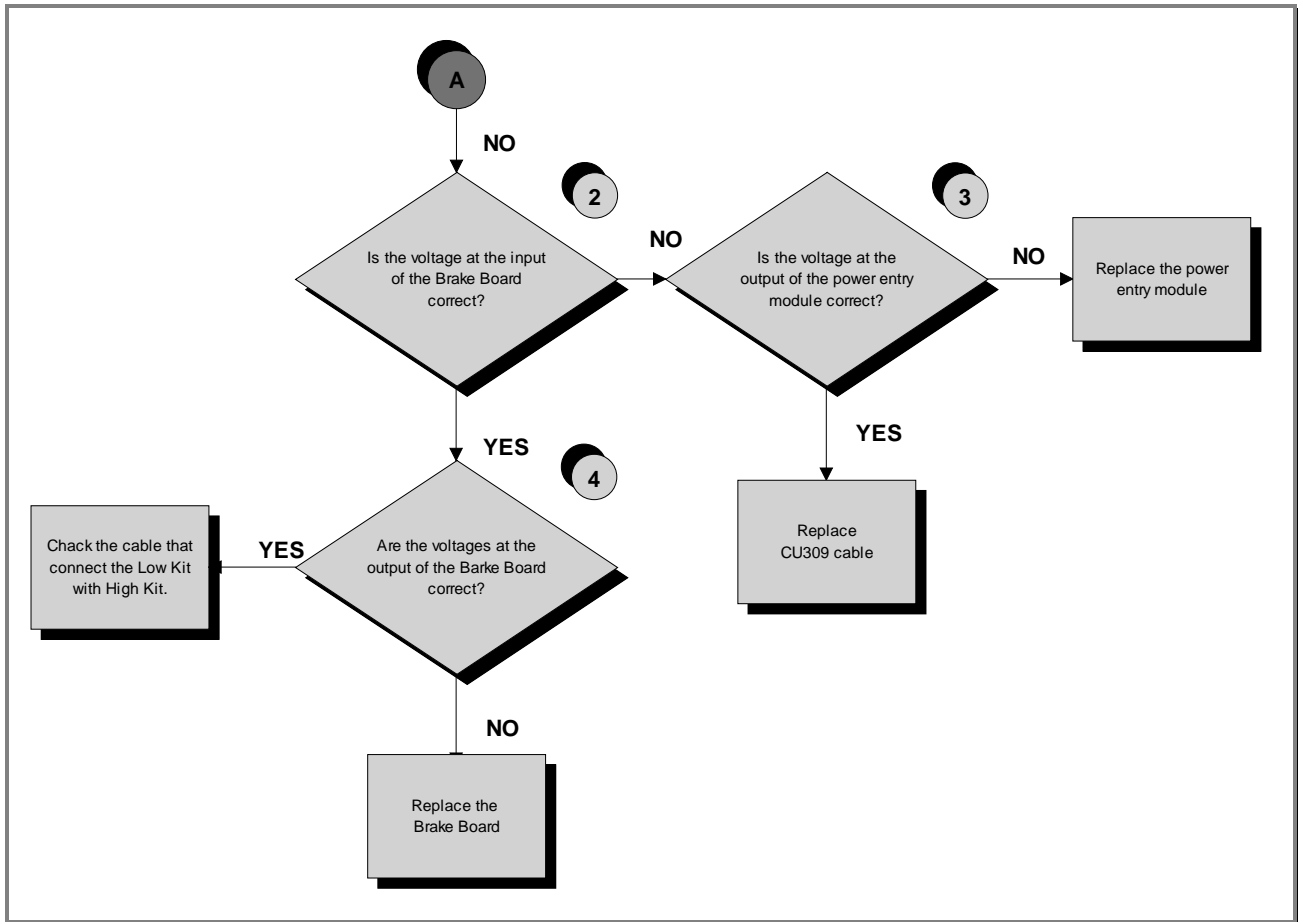 A
NO
2
3
Is the voltage at the input
of the Brake Board
correct?
NO
Is the voltage at the
output of the power entry
module correct?
NO
Replace the power
entry module
YES
YES
4
Chack the cable that
connect the Low Kit
with High Kit.
YES
Are the voltages at the
output of the Barke Board
correct?
Replace
CU309 cable
NO
Replace the
Brake Board